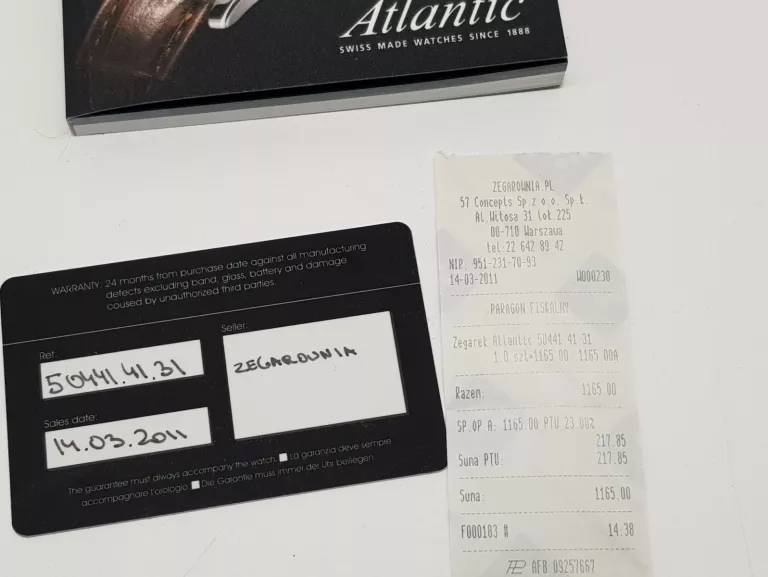 Atlantic
SWISS MADE WATCHES SINCE 1888
WARRANTY: 24 months from purchase date against all manufacturing
defects excluding band, glass, battery and damage
caused by unauthorized third parties.
Ref.:
50441.41.31
Sales date:
14.03.2011
Seller:
ZEGAROWNIA
The guarantee must always accompany the watch. La garanzia deve sempre
accompagnare l'orologio Die Garantie muss immer der Uhr beiliegen.
ZEGAROWNIA.PL
57 Concepts Sp.z o.o. Sp.k.
Al.Witosa 31 lok.225
00-710 Warszawa
tel:22 642 89 42
NIP. 951-231-70-93
14-03-2011 W000230
PARAGON FISKALNY
Zegarek Atlantic 50441 41 31
1.0 szt*1165 00 1165 00A
Razem: 1165.00
SP.OP A: 1165.00 PTU 23.00%
217.85
Suma PTU: 217.85
Suma: 1165.00
F000183 # 14:38
AFB 09257667